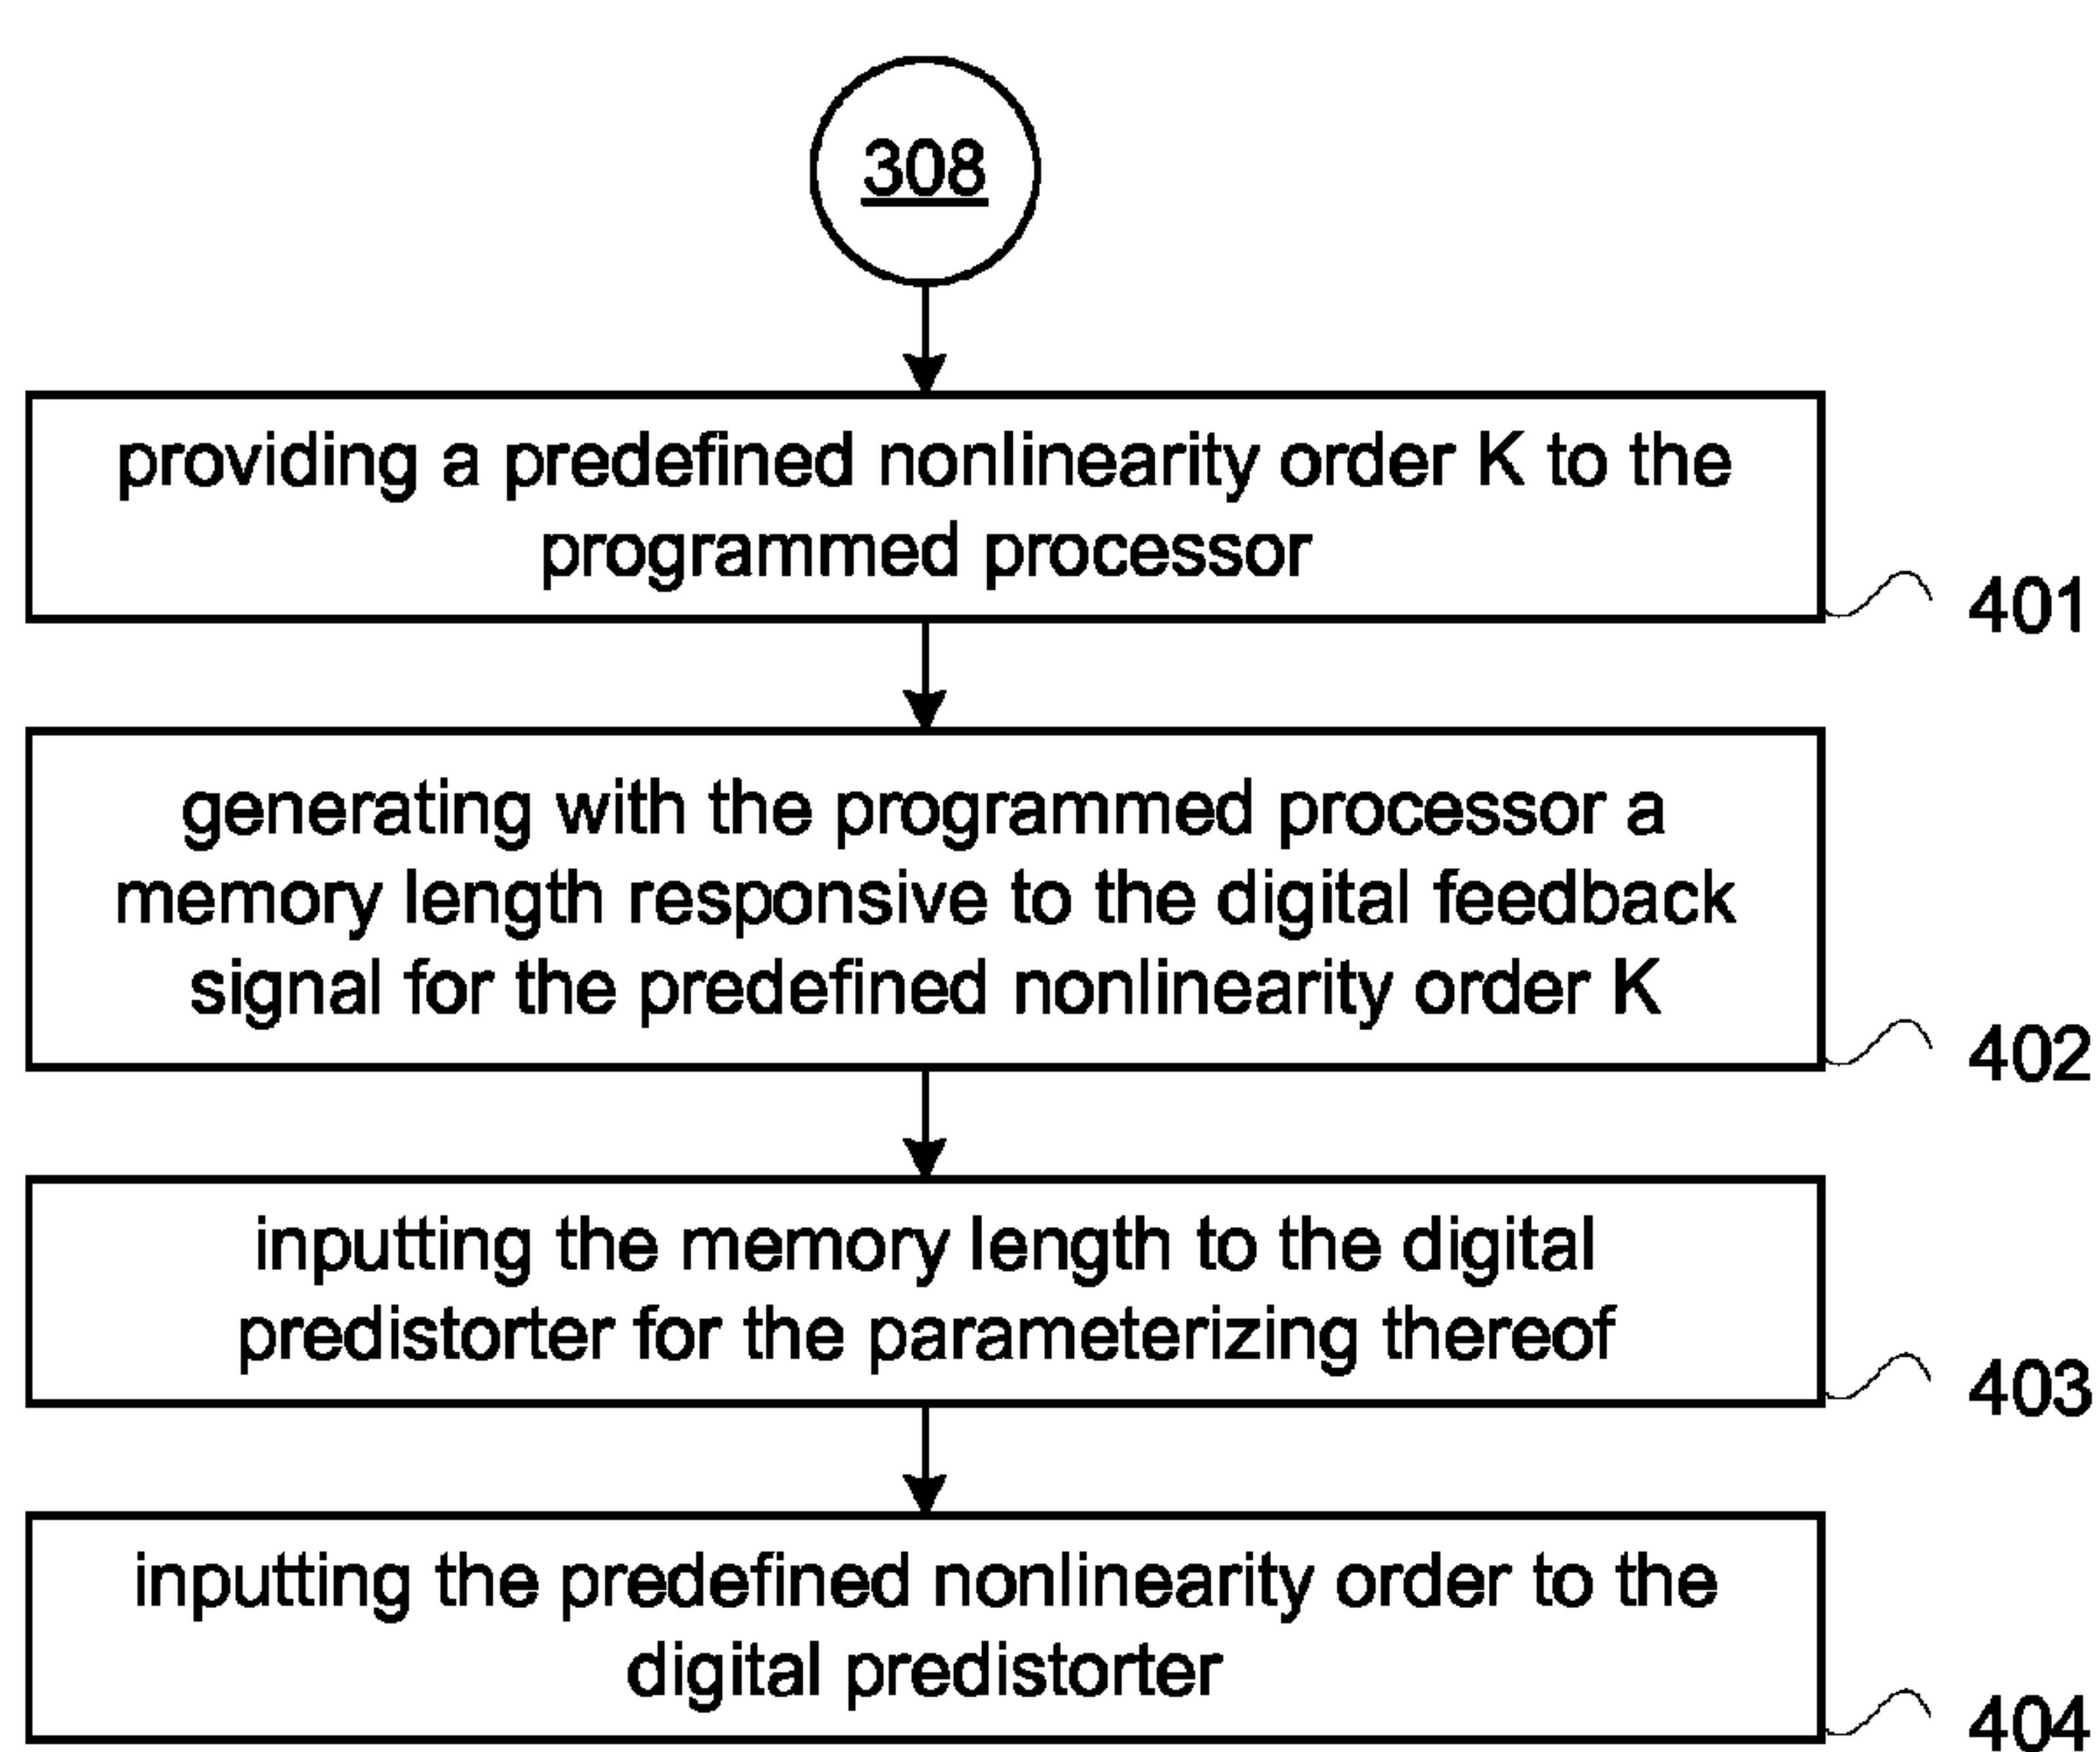 308
providing a predefined nonlinearity order K to the
programmed processor
401
generating with the programmed processor a
memory length responsive to the digital feedback
signal for the predefined nonlinearity order K
402
inputting the memory length to the digital
predistorter for the parameterizing thereof
403
inputting the predefined nonlinearity order to the
digital predistorter
404